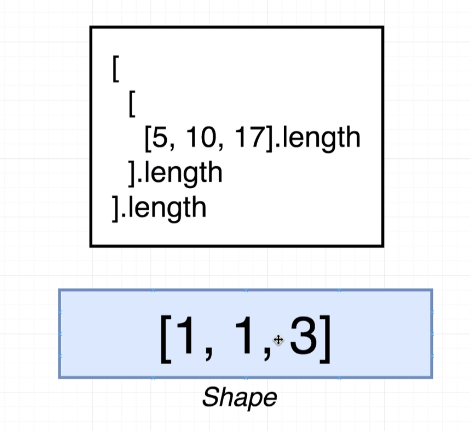 [
[
[5, 10, 17].length
].length
].length
[1, 1, 3]
Shape